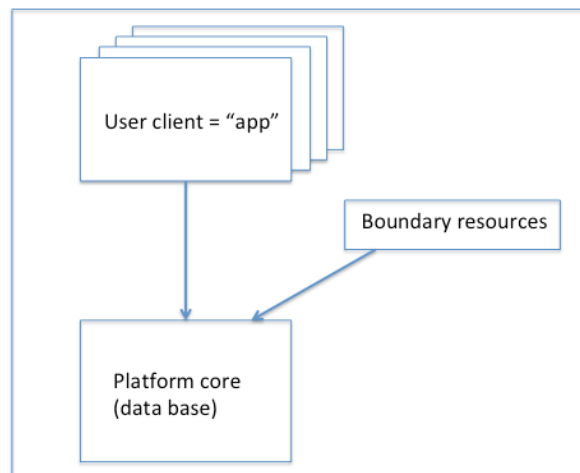 User client = “app”
Boundary resources
Platform core
(data base)